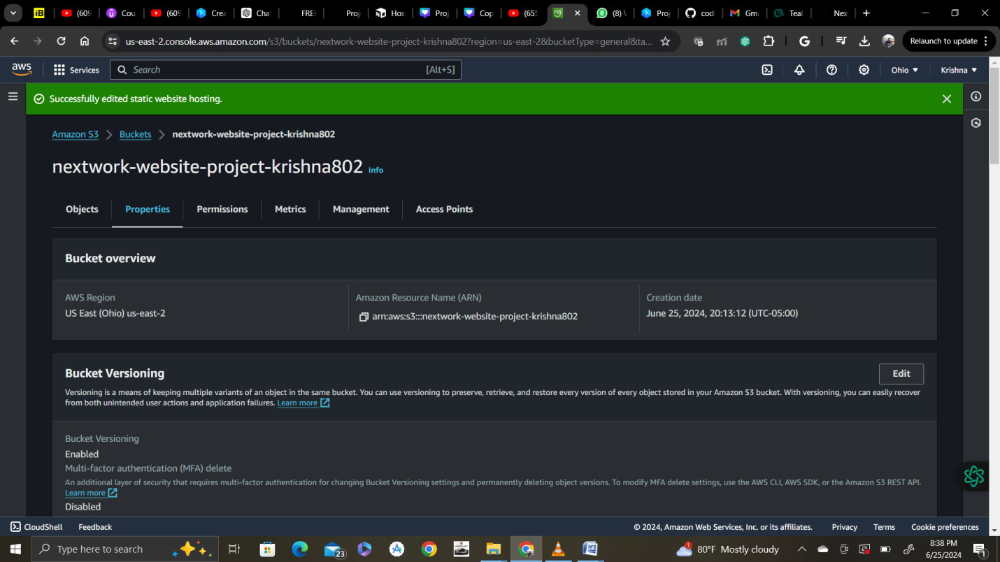 iB
(609
Cou
(609
Crea
Cha
FREE
Proj
Hos
Proj
Cop
(655
(8)
Proj
cod
Gma
Teal
Nex
us-east-2.console.aws.amazon.com/s3/buckets/nextwork-website-project-krishna802?region=us-east-2&bucketType=general&ta...
Relaunch to update
aws
Services
Search
[Alt+S]
Ohio
Krishna
Successfully edited static website hosting.
Amazon S3 > Buckets > nextwork-website-project-krishna802
nextwork-website-project-krishna802 Info
Objects
Properties
Permissions
Metrics
Management
Access Points
Bucket overview
AWS Region
US East (Ohio) us-east-2
Amazon Resource Name (ARN)
arn:aws:s3:::nextwork-website-project-krishna802
Creation date
June 25, 2024, 20:13:12 (UTC-05:00)
Bucket Versioning
Edit
Versioning is a means of keeping multiple variants of an object in the same bucket. You can use versioning to preserve, retrieve, and restore every version of every object stored in your Amazon S3 bucket. With versioning, you can easily recover
from both unintended user actions and application failures. Learn more
Bucket Versioning
Enabled
Multi-factor authentication (MFA) delete
An additional layer of security that requires multi-factor authentication for changing Bucket Versioning settings and permanently deleting object versions. To modify MFA delete settings, use the AWS CLI, AWS SDK, or the Amazon S3 REST API.
Learn more
Disabled
CloudShell
Feedback
© 2024, Amazon Web Services, Inc. or its affiliates.
Privacy
Terms
Cookie preferences
Type here to search
23
1
80°F Mostly cloudy
8:38 PM
6/25/2024
1